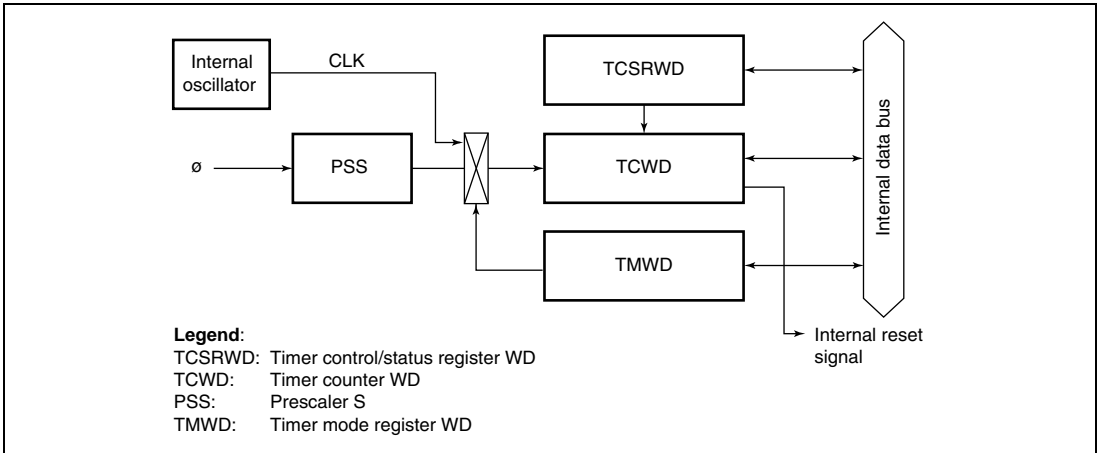 Internal
oscillator
CLK
TCSRWD
ø
PSS
TCWD
TMWD
Internal data bus
Internal reset
signal
Legend:
TCSRWD: Timer control/status register WD
TCWD: Timer counter WD
PSS: Prescaler S
TMWD: Timer mode register WD